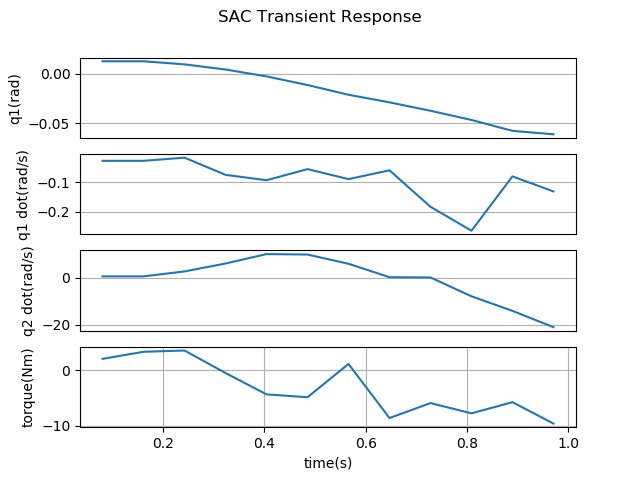 SAC Transient Response
q1(rad)
0.00
−0.05
q1 dot(rad/s)
−0.1
−0.2
q2 dot(rad/s)
0
−20
torque(Nm)
0
−10
0.2 0.4 0.6 0.8 1.0
time(s)